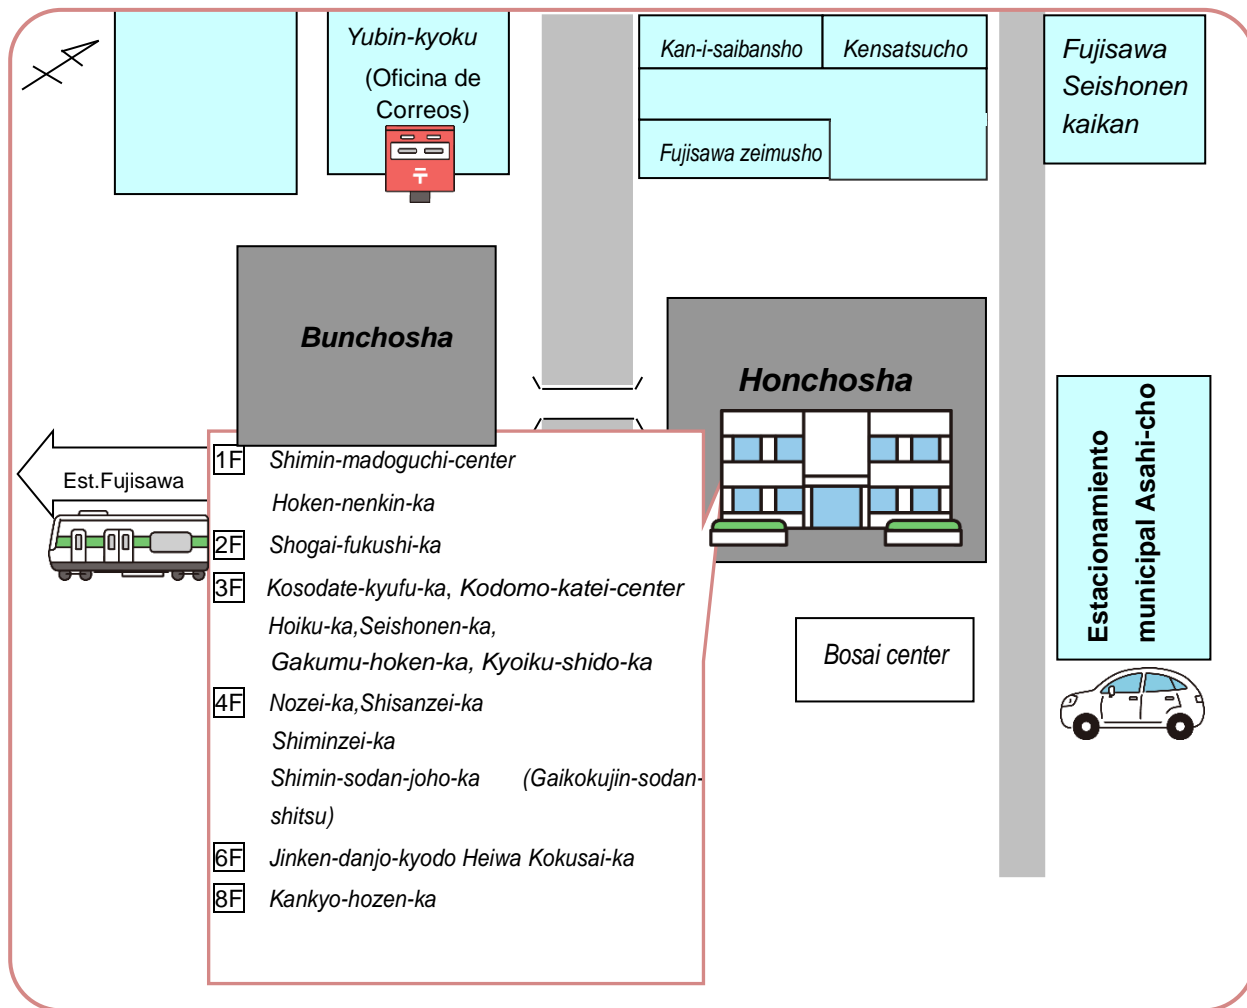 Yubin-kyoku
(Oficina de
Correos)
Kan-i-saibansho
Kensatsucho
Fujisawa zeimusho
Fujisawa
Seishonen
kaikan
Bunchosha
Honchosha
Est.Fujisawa
1F Shimin-madoguchi-center
Hoken-nenkin-ka
2F Shogai-fukushi-ka
3F Kosodate-kyufu-ka, Kodomo-katei-center
Hoiku-ka,Seishonen-ka,
Gakumu-hoken-ka, Kyoiku-shido-ka
4F Nozei-ka,Shisanzei-ka
Shiminzei-ka
Shimin-sodan-joho-ka (Gaikokujin-sodan-
shitsu)
6F Jinken-danjo-kyodo Heiwa Kokusai-ka
8F Kankyo-hozen-ka
Bosai center
Estacionamiento
municipal Asahi-cho